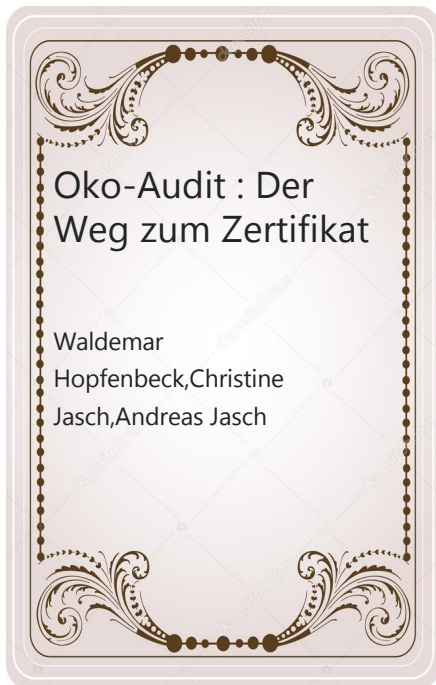 Oko-Audit : Der
Weg zum Zertifikat
Waldemar
Hopfenbeck,Christine
Jasch,Andreas Jasch